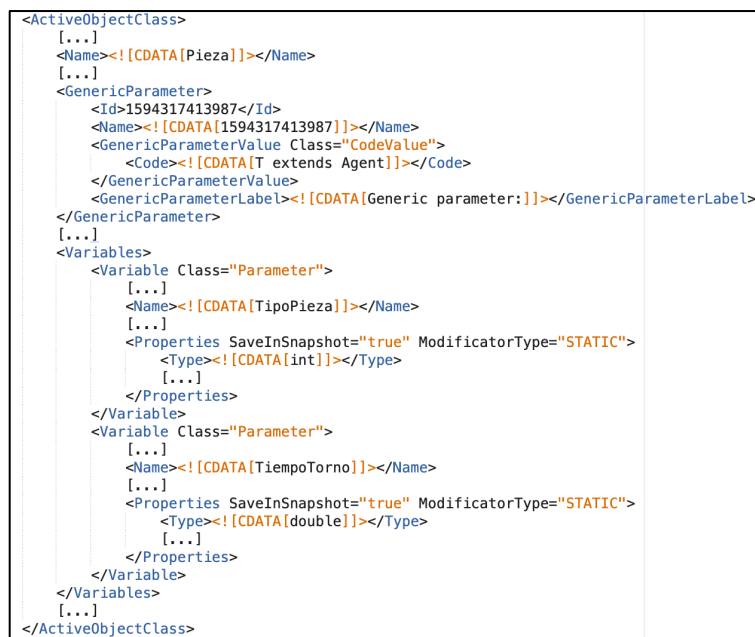 <ActiveObjectClass>
[...]
<Name><![CDATA[Pieza]]></Name>
[...]
<GenericParameter>
<Id>1594317413987</Id>
<Name><![CDATA[1594317413987]]></Name>
<GenericParameterValue Class="CodeValue">
<Code><![CDATA[T extends Agent]]></Code>
</GenericParameterValue>
<GenericParameterLabel><![CDATA[Generic parameter:]]></GenericParameterLabel>
</GenericParameter>
[...]
<Variables>
<Variable Class="Parameter">
[...]
<Name><![CDATA[TipoPieza]]></Name>
[...]
<Properties SaveInSnapshot="true" ModificatorType="STATIC">
<Type><![CDATA[int]]></Type>
[...]
</Properties>
</Variable>
<Variable Class="Parameter">
[...]
<Name><![CDATA[TiempoTorno]]></Name>
[...]
<Properties SaveInSnapshot="true" ModificatorType="STATIC">
<Type><![CDATA[double]]></Type>
[...]
</Properties>
</Variable>
</Variables>
[...]
</ActiveObjectClass>